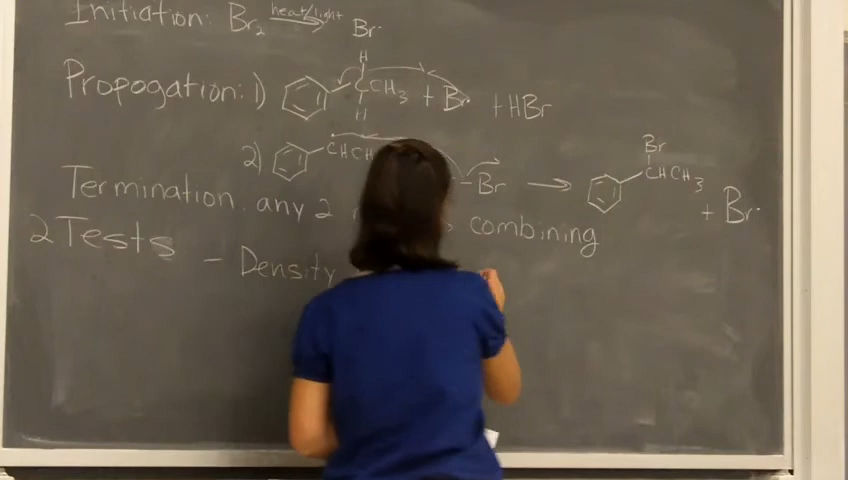 Initiation: Br2 heat/light Br·
Propogation: 1) H CCH3 H + Br· + HBr
2) CHCH -Br → Br CHCH3 + Br·
Termination any 2 combining
2 Tests - Density